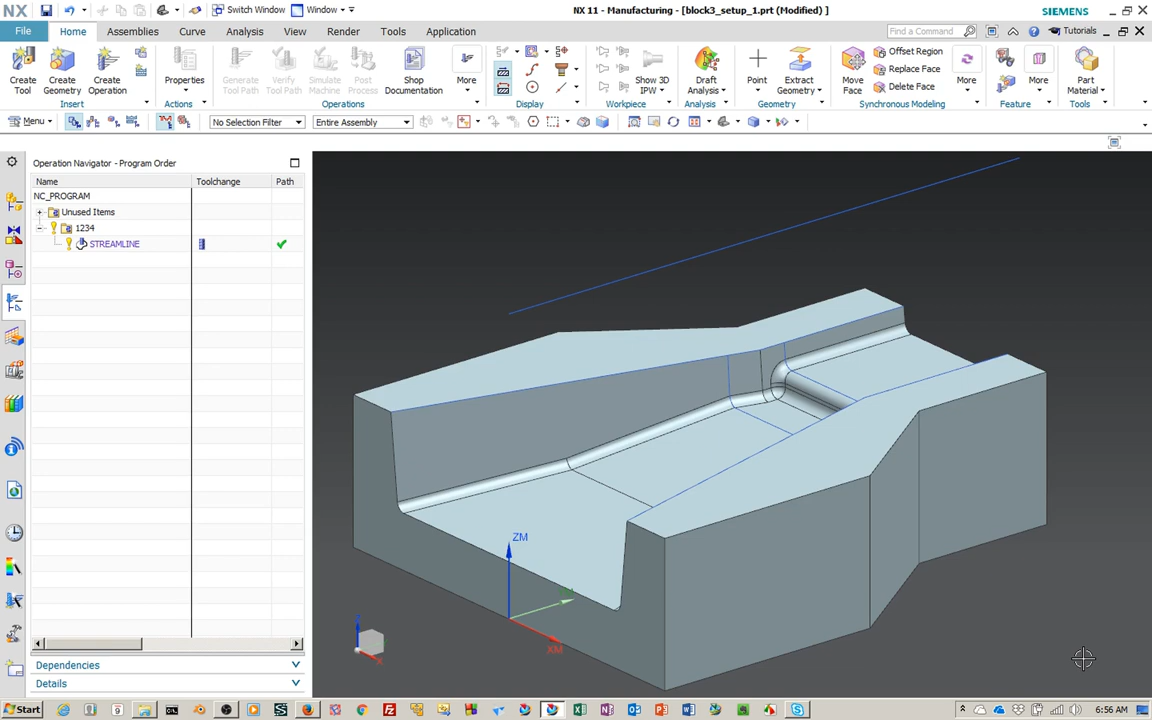 NX
Switch Window
Window
NX 11 - Manufacturing - [block3_setup_1.prt (Modified) ]
SIEMENS
File
Home
Assemblies
Curve
Analysis
View
Render
Tools
Application
Find a Command
Tutorials
Create Tool
Create Geometry
Create Operation
Insert
Properties
Actions
Generate Tool Path
Verify Tool Path
Simulate Machine
Post Process
Shop Documentation
More
Operations
Display
Show 3D IPW
Workpiece
Draft Analysis
Analysis
Point
Extract Geometry
Geometry
Move Face
Offset Region
Replace Face
Delete Face
More
Synchronous Modeling
More
Feature
Part Material
Tools
Menu
No Selection Filter
Entire Assembly
Operation Navigator - Program Order
Name
Toolchange
Path
NC_PROGRAM
Unused Items
1234
STREAMLINE
ZM
XM
Z
X
Dependencies
Details
Start
6:56 AM